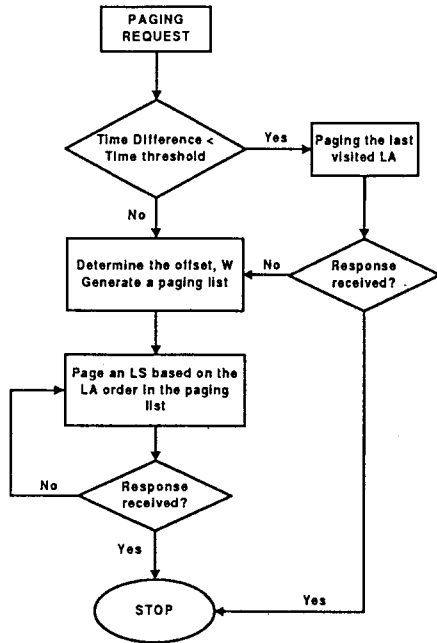 PAGING
REQUEST
Time Difference <
Time threshold
Yes
Paging the last
visited LA
No
Determine the offset, W
Generate a paging list
No
Response
received?
Page an LS based on the
LA order in the paging
list
No
Response
received?
Yes
Yes
STOP